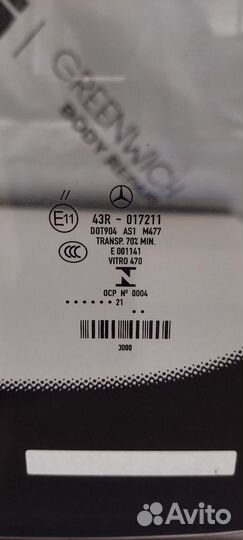 GREENWICH
BODY REPAIR
//
E11
43R - 017211
DOT904 AS1 M477
TRANSP. 70% MIN.
E 001141
VITRO 470
CCC
N
OCP Nº 0004
•••••• 21
••
3000
Avito